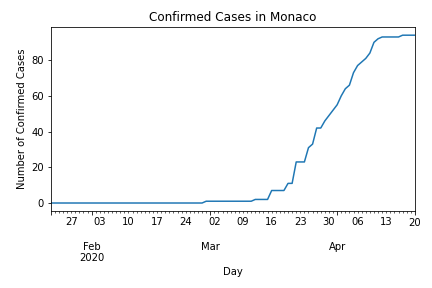 Confirmed Cases in Monaco
Number of Confirmed Cases
80
60
40
20
0
27 03 10 17 24 02 09 16 23 30 06 13 20
Feb Mar Apr
2020
Day